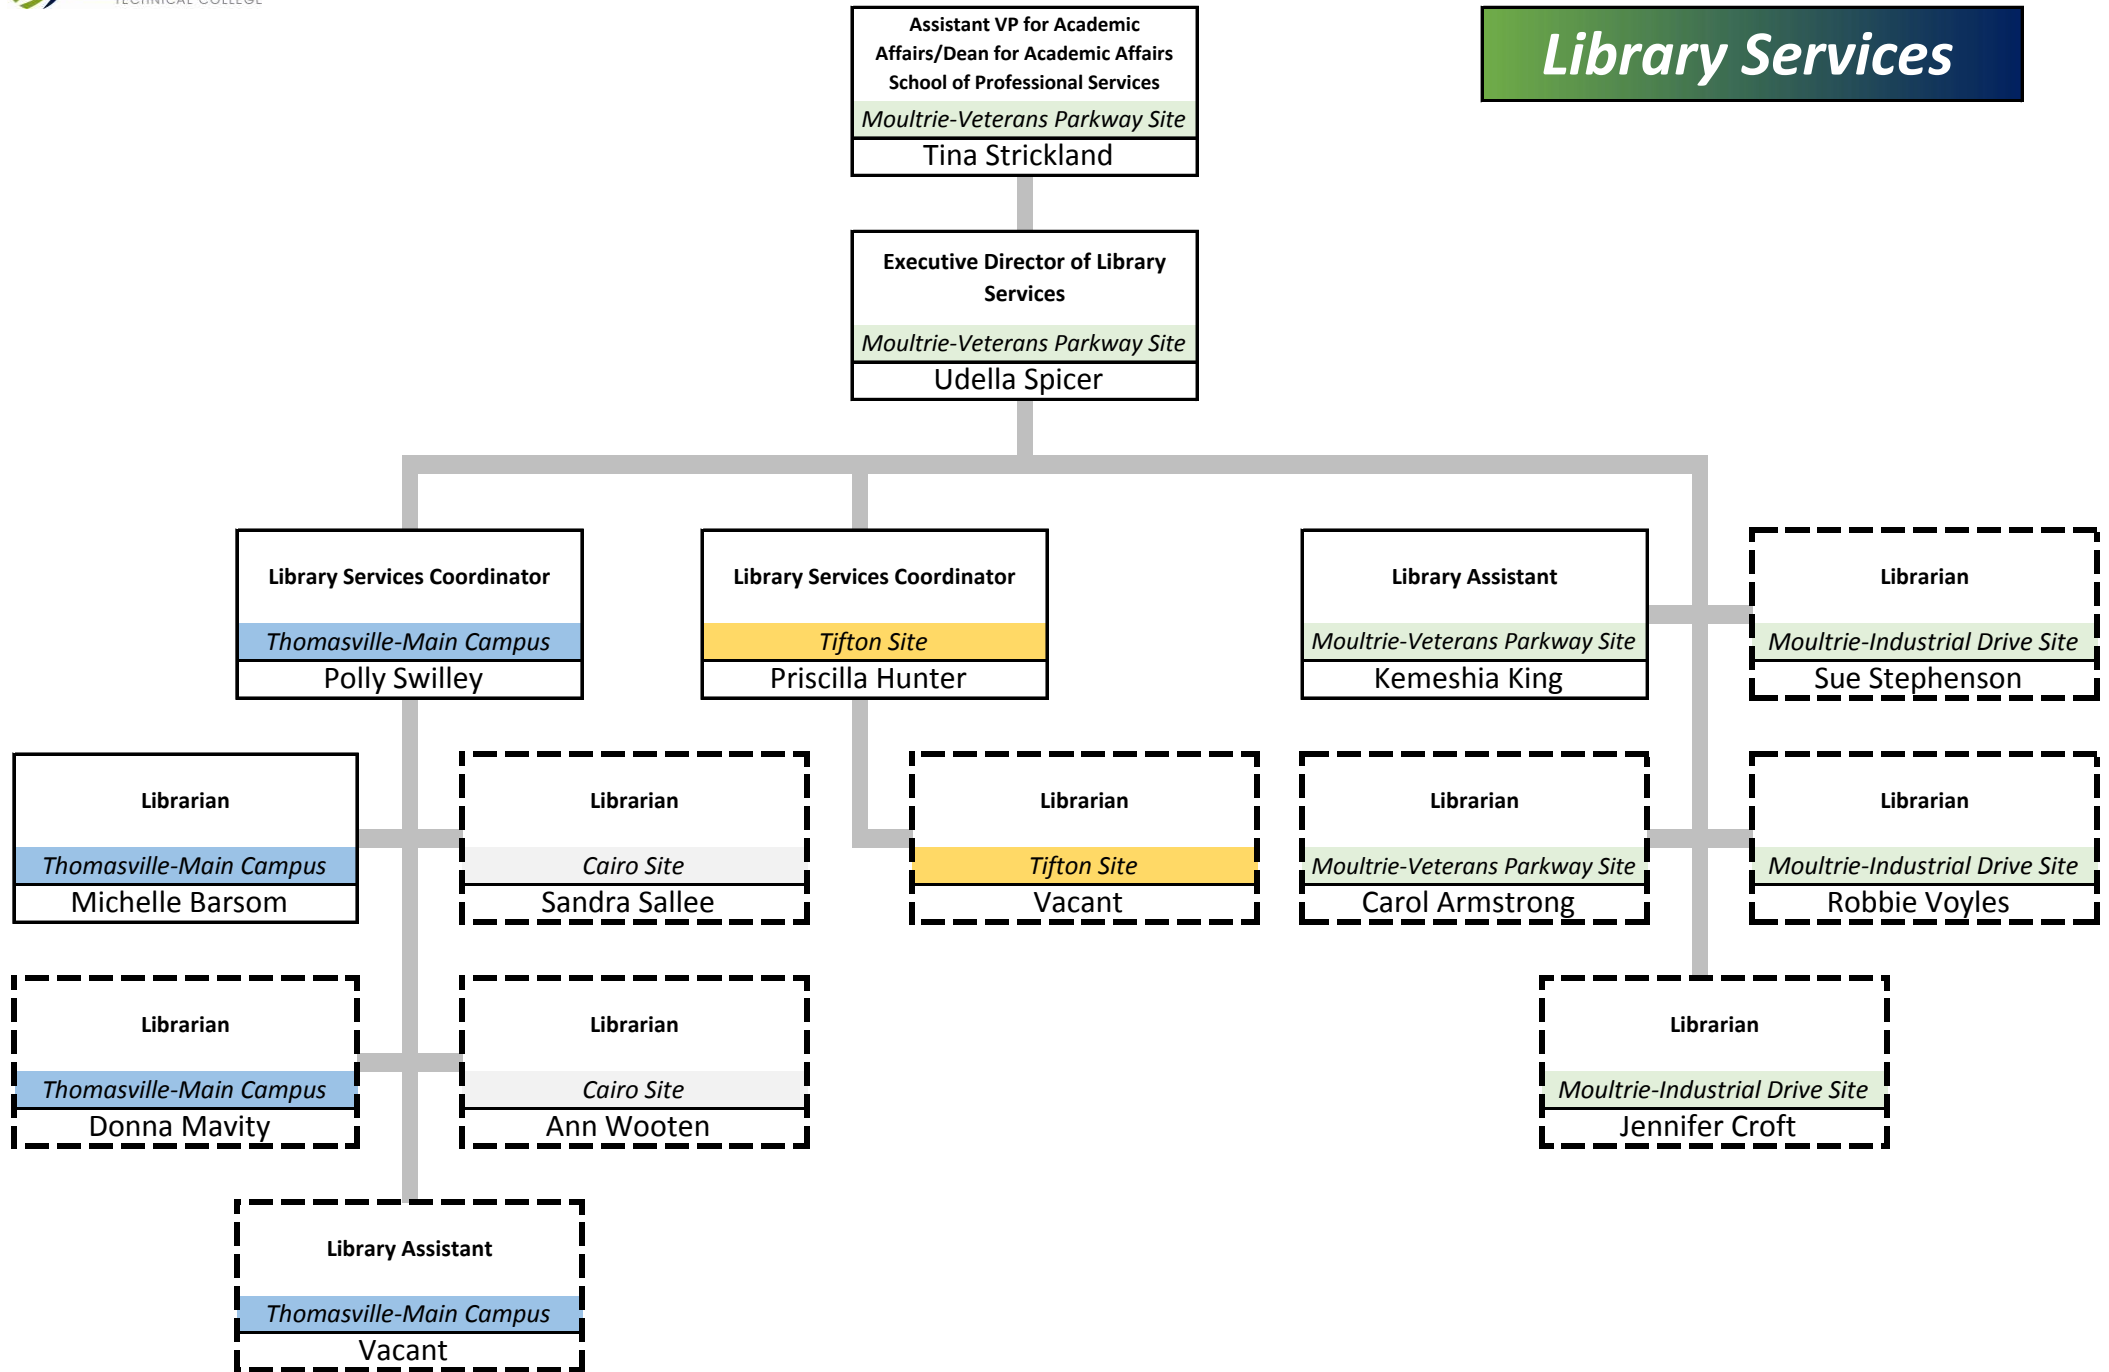 TECHNICAL COLLEGE
Assistant VP for Academic
Affairs/Dean for Academic Affairs
School of Professional Services
Moultrie-Veterans Parkway Site
Tina Strickland
Library Services
Executive Director of Library
Services
Moultrie-Veterans Parkway Site
Udella Spicer
Library Services Coordinator
Thomasville-Main Campus
Polly Swilley
Library Services Coordinator
Tifton Site
Priscilla Hunter
Library Assistant
Moultrie-Veterans Parkway Site
Kemeshia King
Librarian
Moultrie-Industrial Drive Site
Sue Stephenson
Librarian
Thomasville-Main Campus
Michelle Barsom
Librarian
Cairo Site
Sandra Sallee
Librarian
Tifton Site
Vacant
Librarian
Moultrie-Veterans Parkway Site
Carol Armstrong
Librarian
Moultrie-Industrial Drive Site
Robbie Voyles
Librarian
Thomasville-Main Campus
Donna Mavity
Librarian
Cairo Site
Ann Wooten
Librarian
Moultrie-Industrial Drive Site
Jennifer Croft
Library Assistant
Thomasville-Main Campus
Vacant